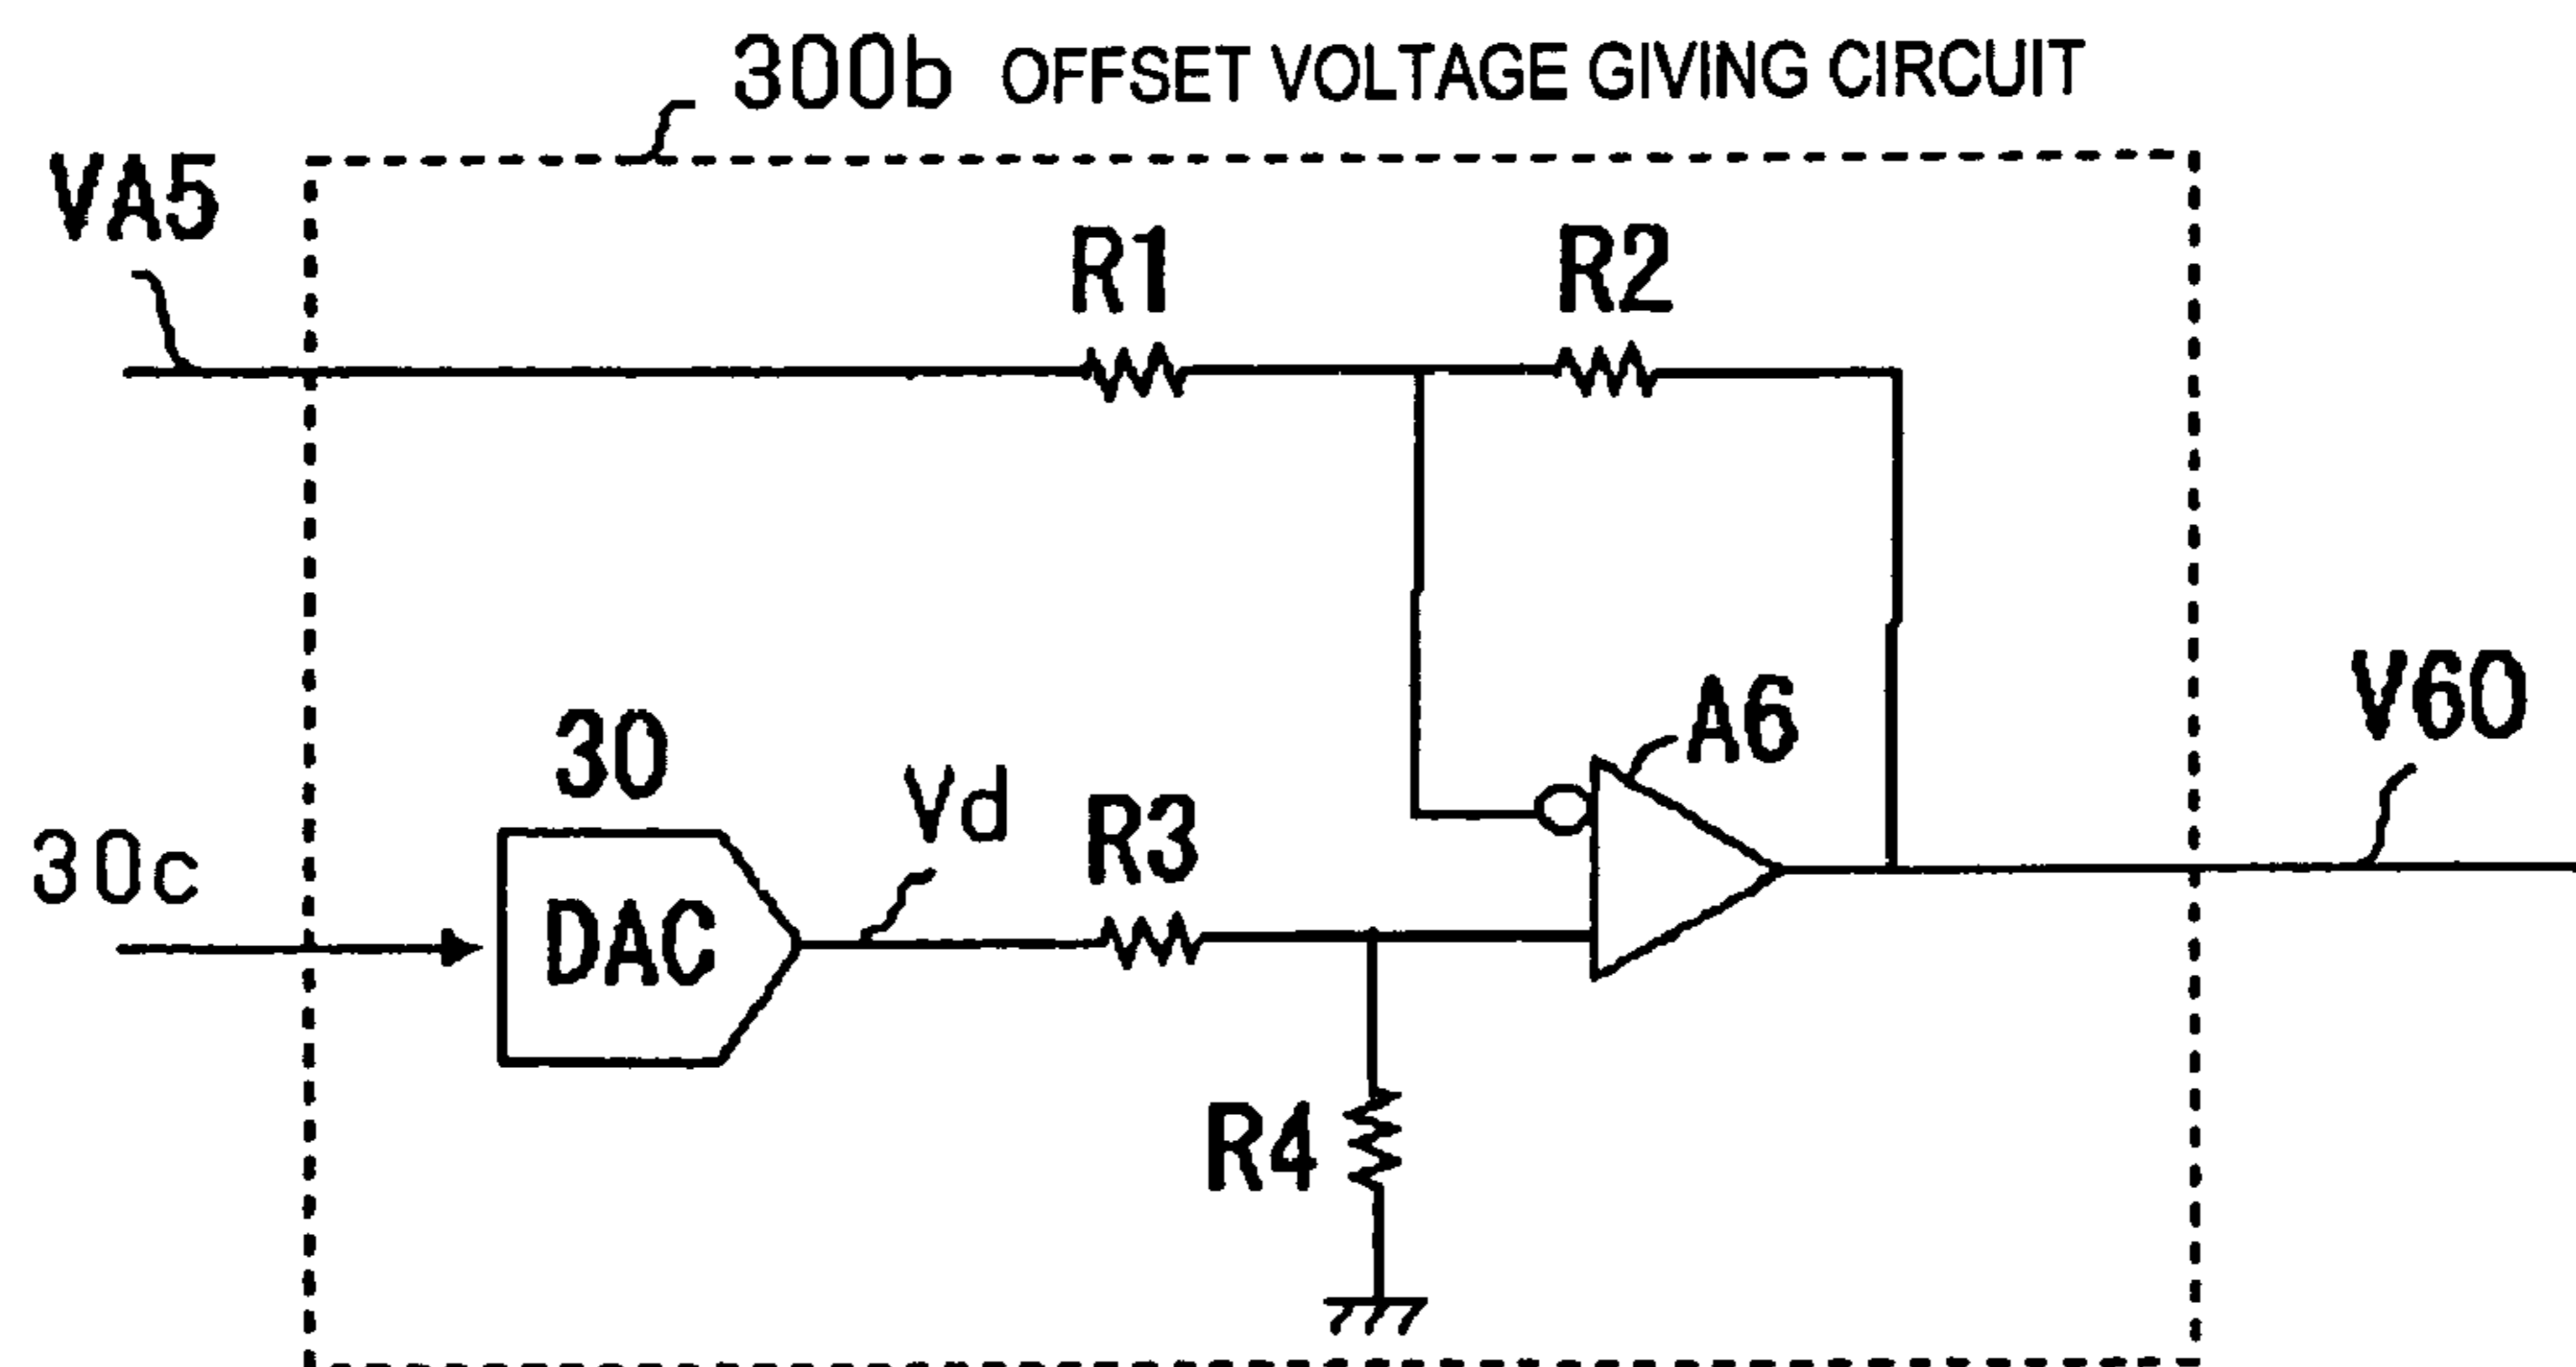 300b OFFSET VOLTAGE GIVING CIRCUIT
VA5
R1
R2
A6
V60
30
Vd
R3
30c
DAC
R4